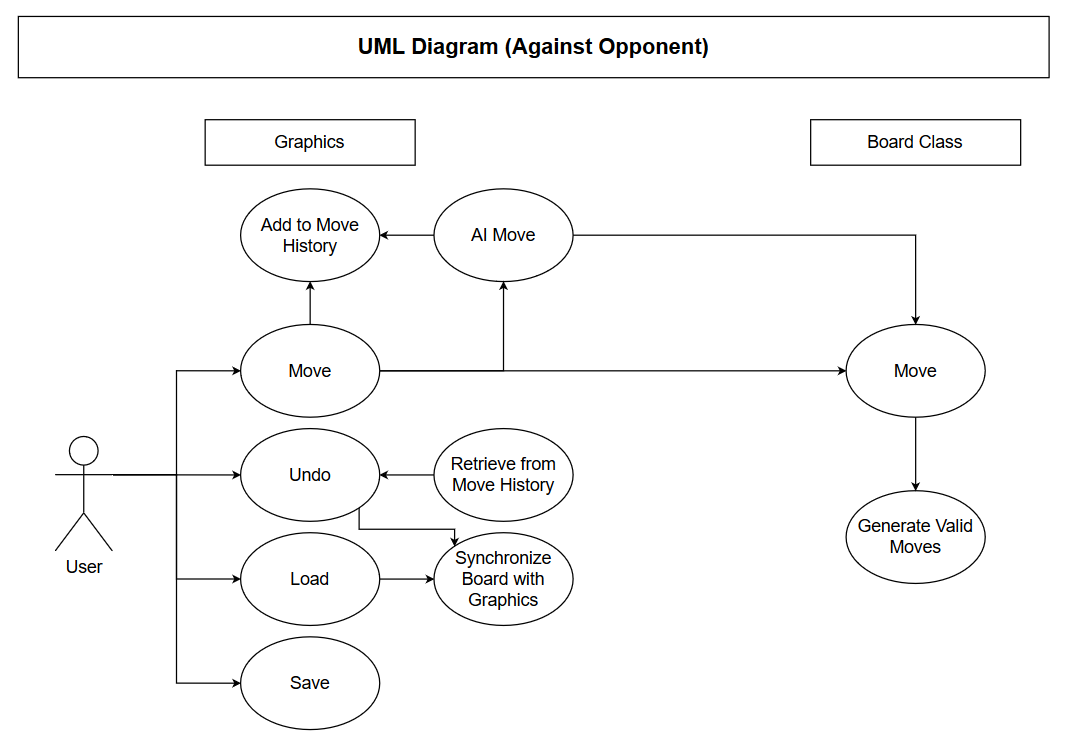 UML Diagram (Against Opponent)
Graphics
Board Class
Add to Move
History
AI Move
Move
Move
Undo
Retrieve from
Move History
User
Load
Synchronize
Board with
Graphics
Generate Valid
Moves
Save